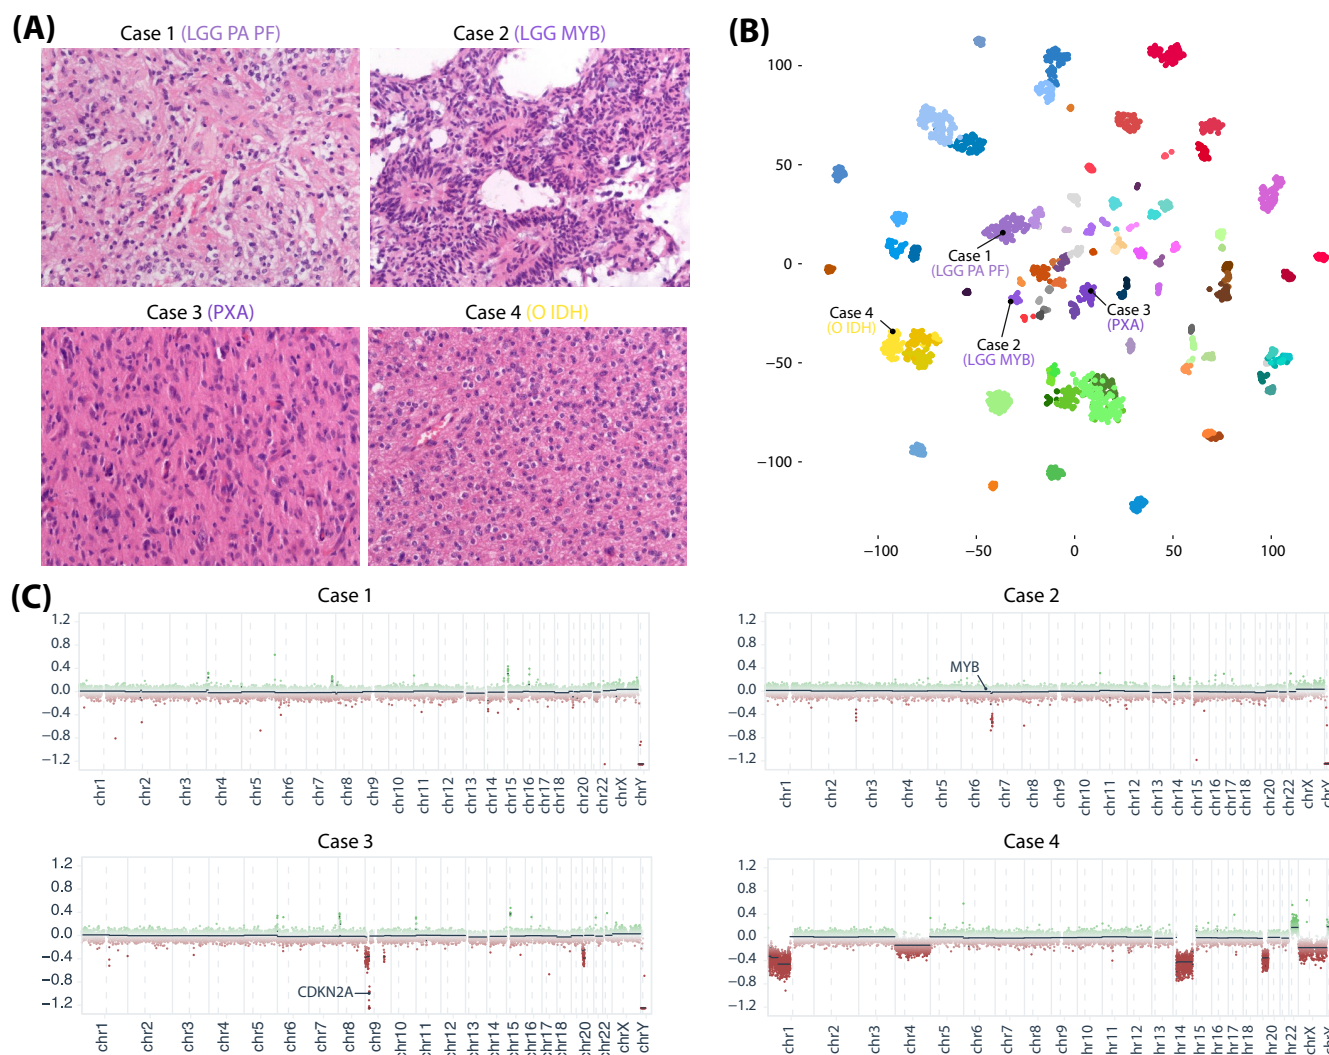 (A)
Case 1 (LGG PA PF)
Case 2 (LGG MYB)
Case 3 (PXA)
Case 4 (O IDH)
(B)
100
50
0
−50
−100
−100
−50
0
50
100
Case 1
(LGG PA PF)
Case 4
(O IDH)
Case 2
(LGG MYB)
Case 3
(PXA)
(C)
Case 1
1.2
0.8
0.4
0.0
−0.4
−0.8
−1.2
chr1
chr2
chr3
chr4
chr5
chr6
chr7
chr8
chr9
chr10
chr11
chr12
chr13
chr14
chr15
chr16
chr17
chr18
chr20
chr22
chrX
chrY
Case 2
1.2
0.8
0.4
0.0
−0.4
−0.8
−1.2
MYB
chr1
chr2
chr3
chr4
chr5
chr6
chr7
chr8
chr9
chr10
chr11
chr12
chr13
chr14
chr15
chr16
chr17
chr18
chr20
chr22
chrX
chrY
Case 3
1.2
0.8
0.4
0.0
−0.4
−0.8
−1.2
CDKN2A
chr1
chr2
chr3
chr4
chr5
chr6
chr7
chr8
chr9
chr10
chr11
chr12
chr13
chr14
chr15
chr16
chr17
chr18
chr20
chr22
chrX
chrY
Case 4
1.2
0.8
0.4
0.0
−0.4
−0.8
−1.2
chr1
chr2
chr3
chr4
chr5
chr6
chr7
chr8
chr9
chr10
chr11
chr12
chr13
hr14
chr15
hr16
chr17
chr18
chr20
chr22
chrX
chrY